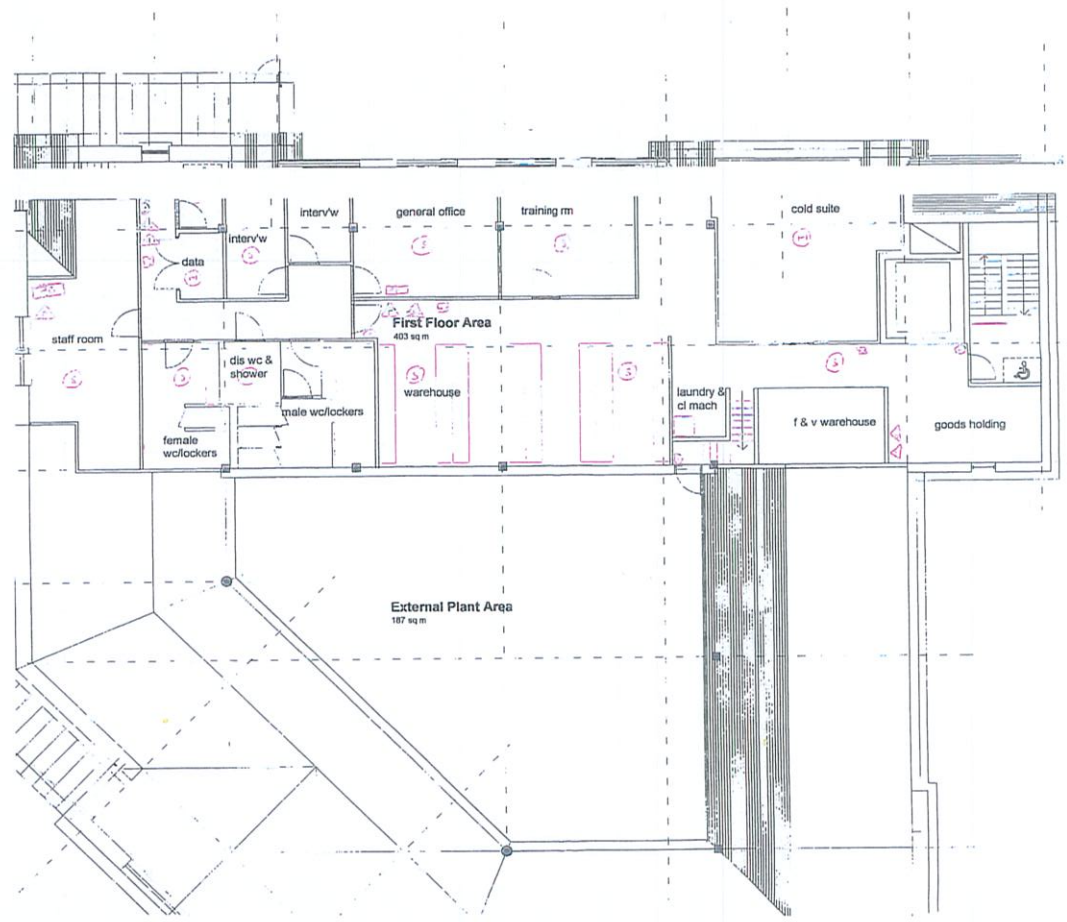 interv'w
general office
training rm
cold suite
interv'w
data
First Floor Area
403 sq m
staff room
dis wc &
shower
warehouse
male wc/lockers
laundry &
cl mach
f & v warehouse
goods holding
female
wc/lockers
External Plant Area
187 sq m